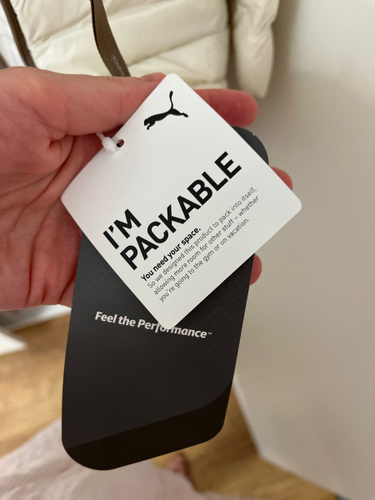 I'M
PACKABLE
You need your space.
So we designed this product to pack into itself,
allowing more room for other stuff – whether
you're going to the gym or on vacation.
Feel the Performance™